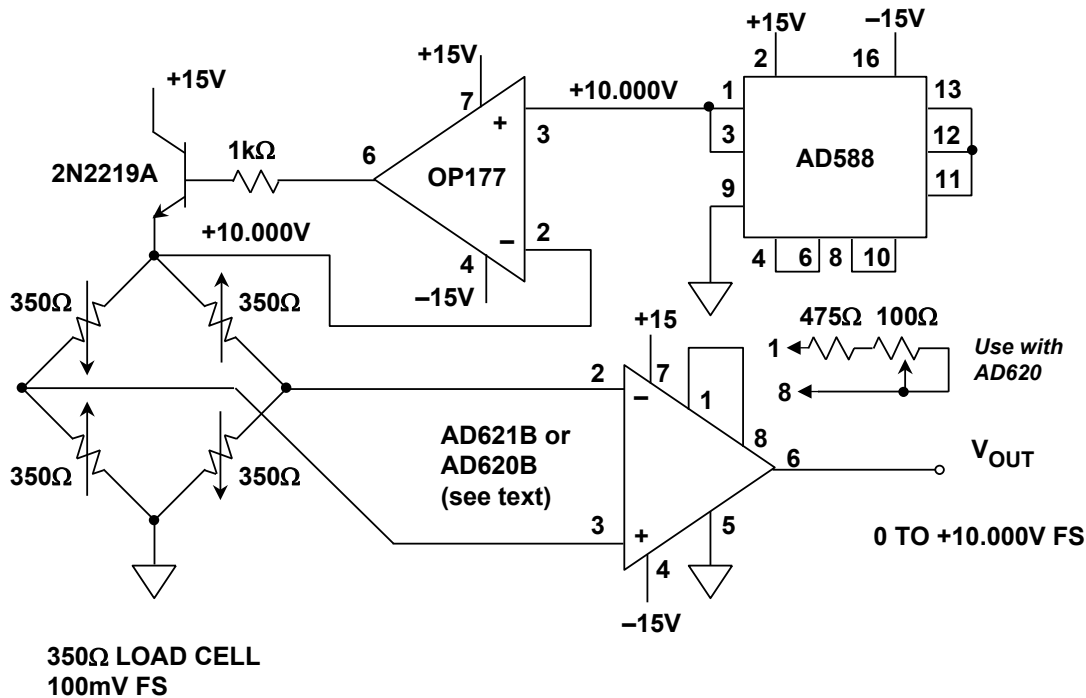 +15V
–15V
+15V
2
16
+15V
+10.000V
1
13
7
+
3
3
12
1kΩ
6
AD588
2N2219A
OP177
11
9
+10.000V
–
2
4
4
6
8
10
350Ω
350Ω
–15V
+15
475Ω
100Ω
1
Use with
AD620
2
7
–
1
8
AD621B or
AD620B
(see text)
8
6
VOUT
350Ω
350Ω
3
+
5
0 TO +10.000V FS
4
–15V
350Ω LOAD CELL
100mV FS